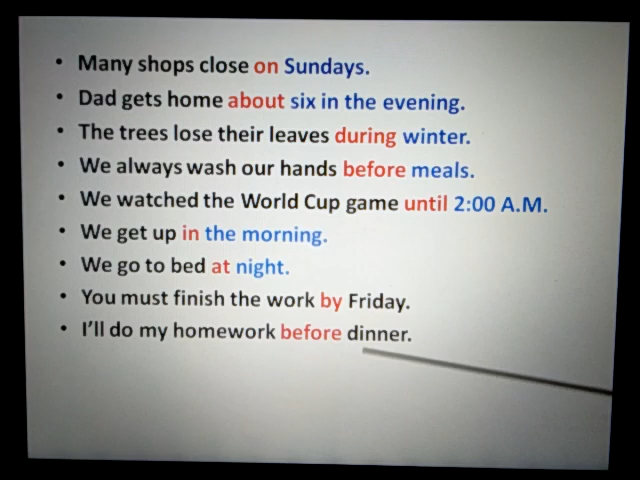 • Many shops close on Sundays.
• Dad gets home about six in the evening.
• The trees lose their leaves during winter.
• We always wash our hands before meals.
• We watched the World Cup game until 2:00 A.M.
• We get up in the morning.
• We go to bed at night.
• You must finish the work by Friday.
• I'll do my homework before dinner.